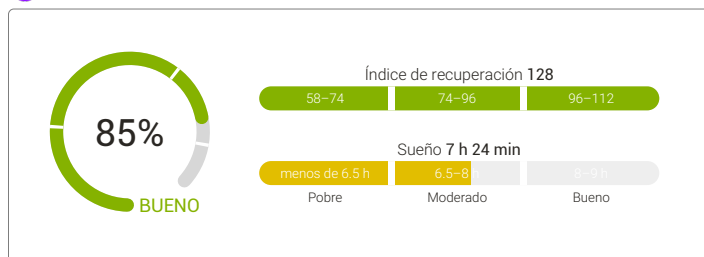 85%
BUENO
Índice de recuperación 128
58–74 74–96 96–112
Sueño 7 h 24 min
menos de 6.5 h 6.5–8 h 8–9 h
Pobre Moderado Bueno